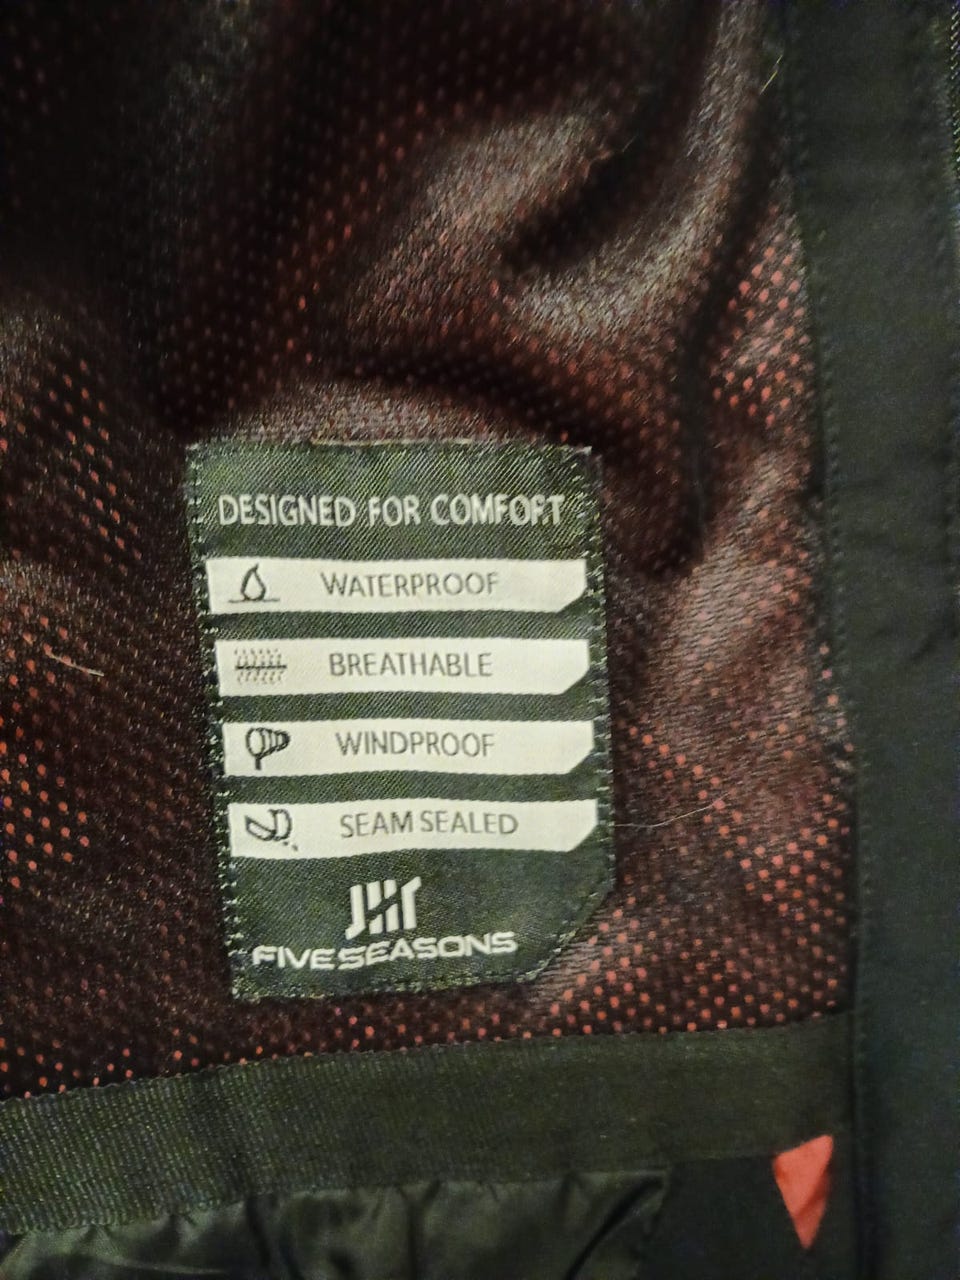 DESIGNED FOR COMFORT
WATERPROOF
BREATHABLE
WINDPROOF
SEAM SEALED
FIVESEASONS